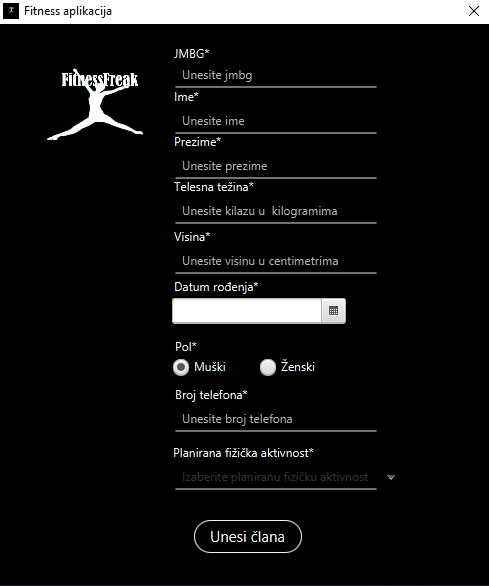 Fitness aplikacija
FitnessFreak
JMBG*
Unesite jmbg
Ime*
Unesite ime
Prezime*
Unesite prezime
Telesna težina*
Unesite kilazu u  kilogramima
Visina*
Unesite visinu u centimetrima
Datum rođenja*
Pol*
Muški Ženski
Broj telefona*
Unesite broj telefona
Planirana fižička aktivnost*
Izaberite planiranu fizičku aktivnost
Unesi člana